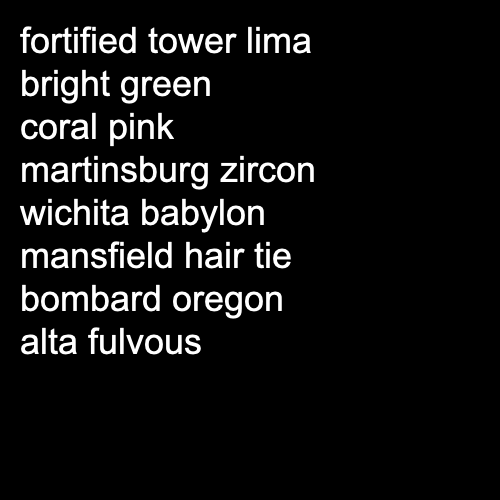 fortified tower lima
bright green
coral pink
martinsburg zircon
wichita babylon
mansfield hair tie
bombard oregon
alta fulvous